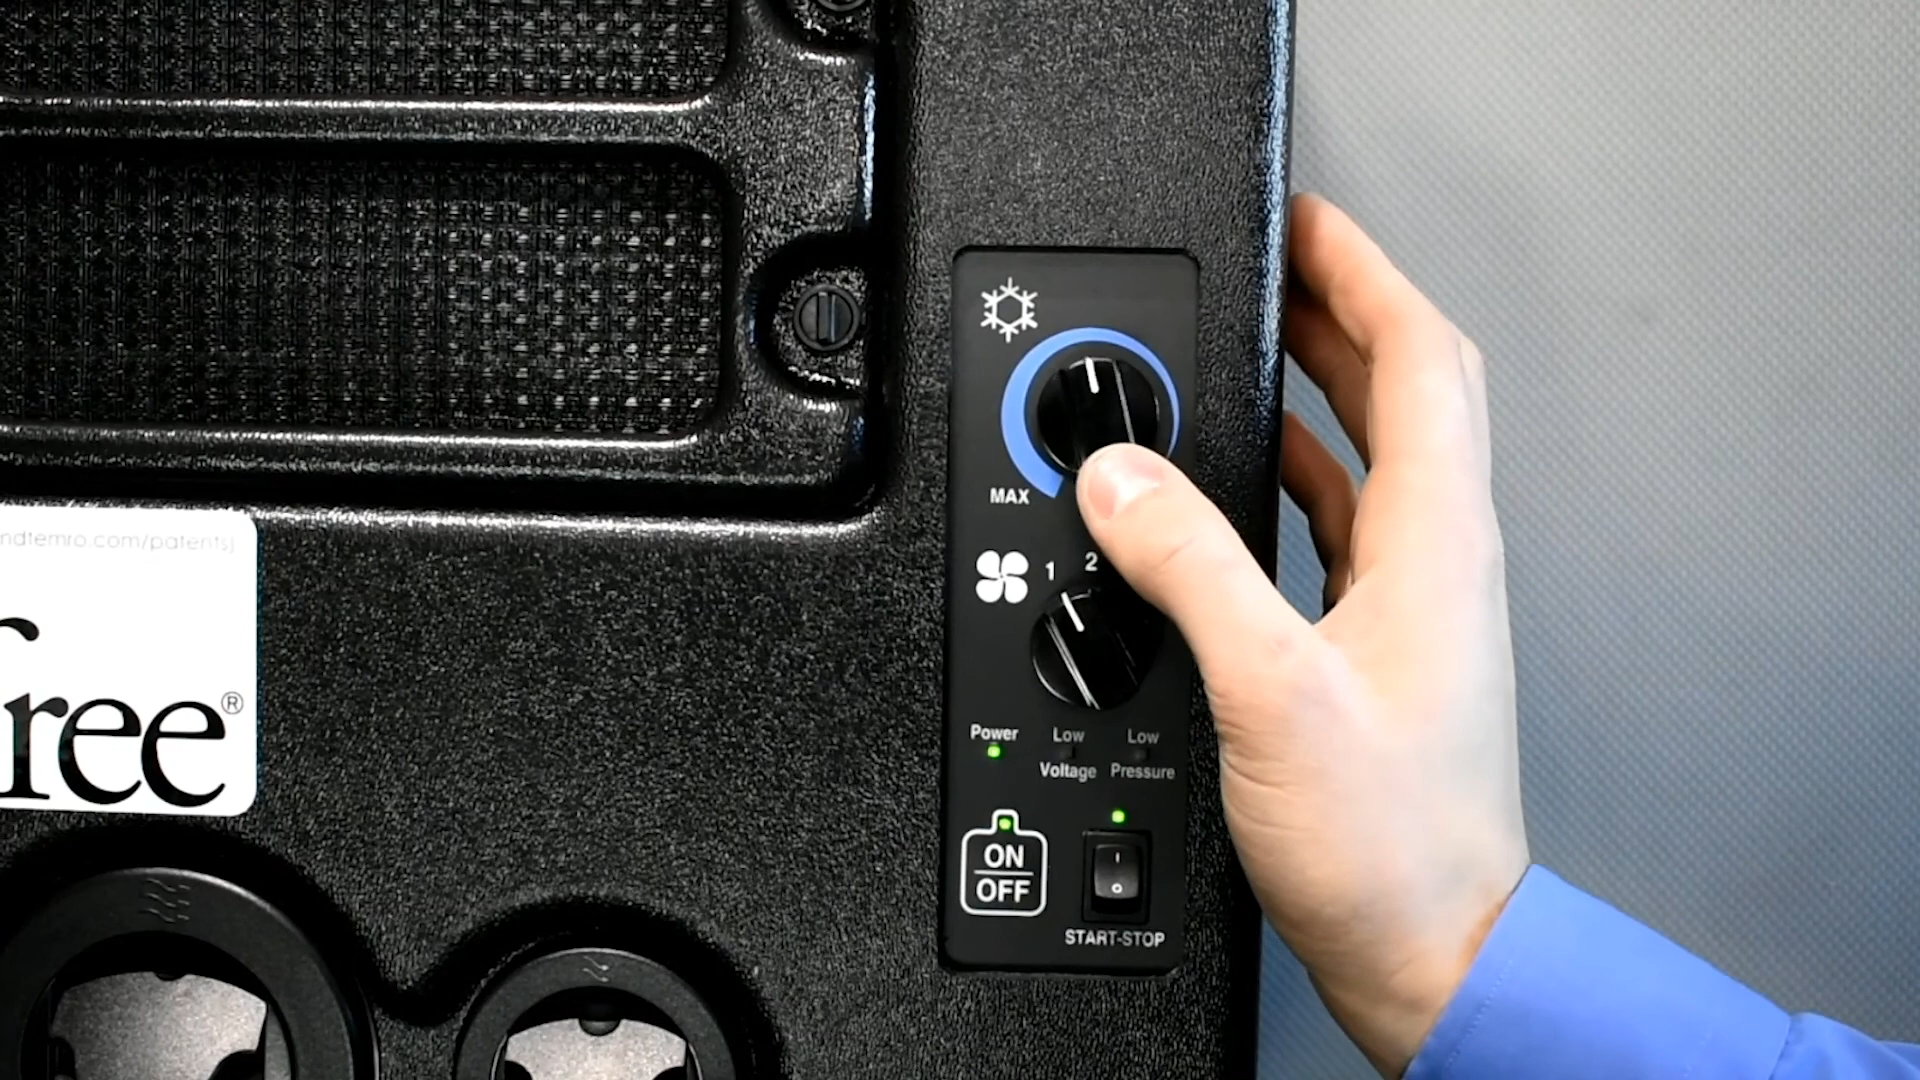 MAX
1 2
ndtemro.com/patents)
ree®
Power
Low
Voltage
Low
Pressure
ON
OFF
I
O
START-STOP